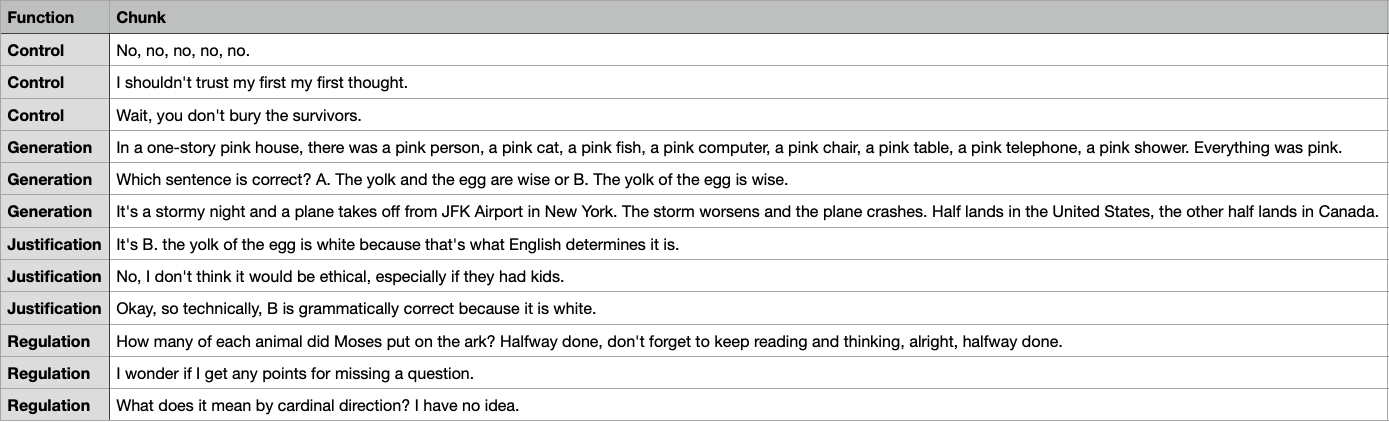 Function Chunk
Control No, no, no, no, no.
Control I shouldn't trust my first my first thought.
Control Wait, you don't bury the survivors.
Generation In a one-story pink house, there was a pink person, a pink cat, a pink fish, a pink computer, a pink chair, a pink table, a pink telephone, a pink shower. Everything was pink.
Generation Which sentence is correct? A. The yolk and the egg are wise or B. The yolk of the egg is wise.
Generation It's a stormy night and a plane takes off from JFK Airport in New York. The storm worsens and the plane crashes. Half lands in the United States, the other half lands in Canada.
Justification It's B. the yolk of the egg is white because that's what English determines it is.
Justification No, I don't think it would be ethical, especially if they had kids.
Justification Okay, so technically, B is grammatically correct because it is white.
Regulation How many of each animal did Moses put on the ark? Halfway done, don't forget to keep reading and thinking, alright, halfway done.
Regulation I wonder if I get any points for missing a question.
Regulation What does it mean by cardinal direction? I have no idea.